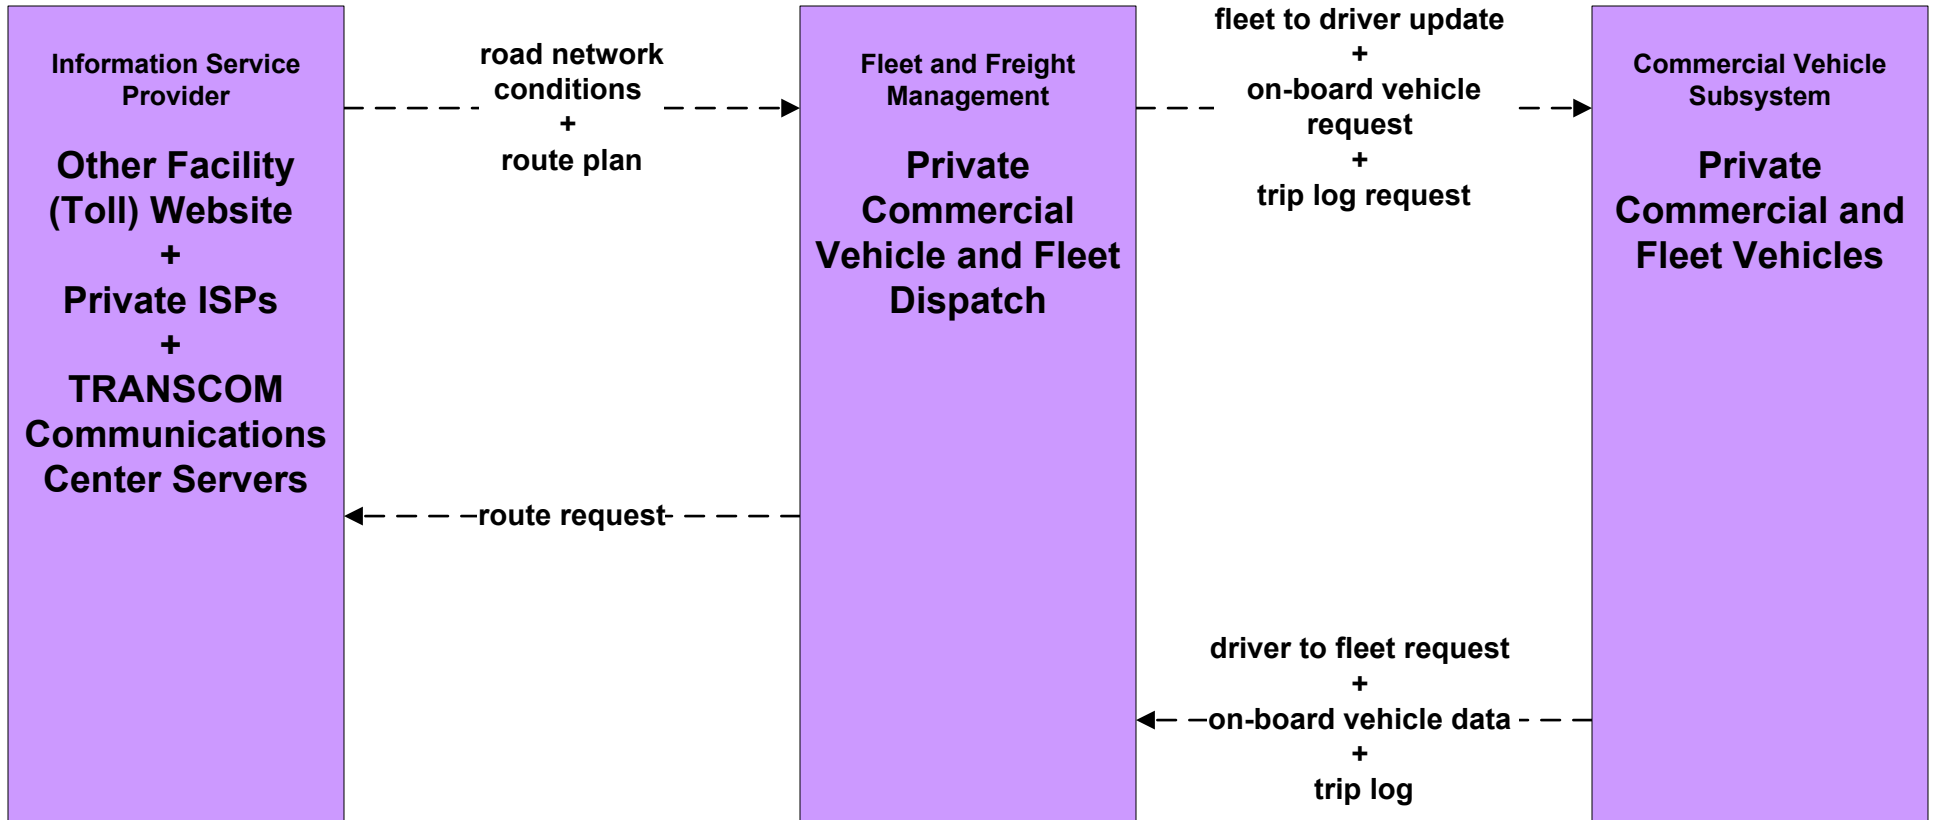 Information Service
Provider
Other Facility
(Toll) Website
+
Private ISPs
+
TRANSCOM
Communications
Center Servers
road network
conditions
+
route plan
route request
Fleet and Freight
Management
Private
Commercial
Vehicle and Fleet
Dispatch
fleet to driver update
+
on-board vehicle
request
+
trip log request
driver to fleet request
+
on-board vehicle data
+
trip log
Commercial Vehicle
Subsystem
Private
Commercial and
Fleet Vehicles